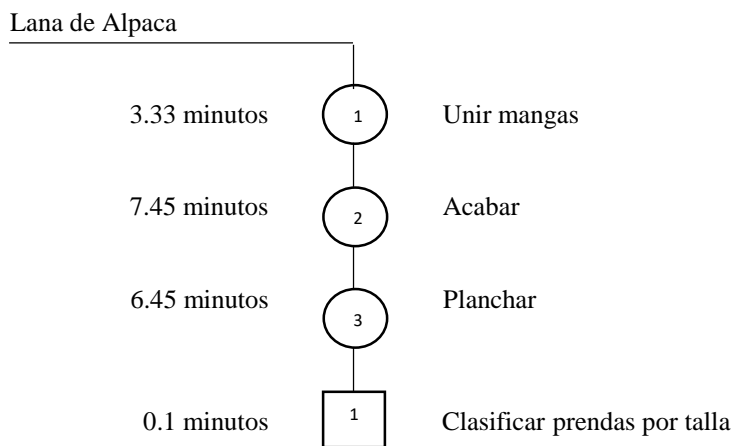 Lana de Alpaca
3.33 minutos 1 Unir mangas
7.45 minutos 2 Acabar
6.45 minutos 3 Planchar
0.1 minutos 1 Clasificar prendas por talla